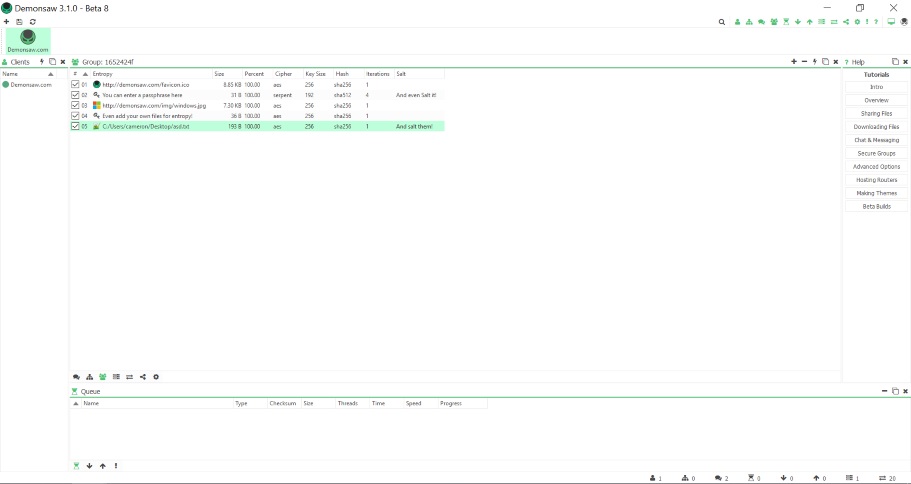 Demonsaw 3.1.0 - Beta 8
Demonsaw.com
Clients
Group: 1652424f
? Help
Name
Demonsaw.com
# Entropy Size Percent Cipher Key Size Hash Iterations Salt
01 http://demonsaw.com/favicon.ico 8.85 KB 100.00 aes 256 sha256 1
02 You can enter a passphrase here 31 B 100.00 serpent 192 sha512 4 And even Salt it!
03 http://demonsaw.com/img/windows.jpg 7.30 KB 100.00 aes 256 sha256 1
04 Even add your own files for entropy! 36 B 100.00 aes 256 sha256 1
05 C:/Users/cameron/Desktop/asd.txt 193 B 100.00 aes 256 sha256 1 And salt them!
Tutorials
Intro
Overview
Sharing Files
Downloading Files
Chat & Messaging
Secure Groups
Advanced Options
Hosting Routers
Making Themes
Beta Builds
Queue
Name Type Checksum Size Threads Time Speed Progress
1 0 2 0 0 0 1 20